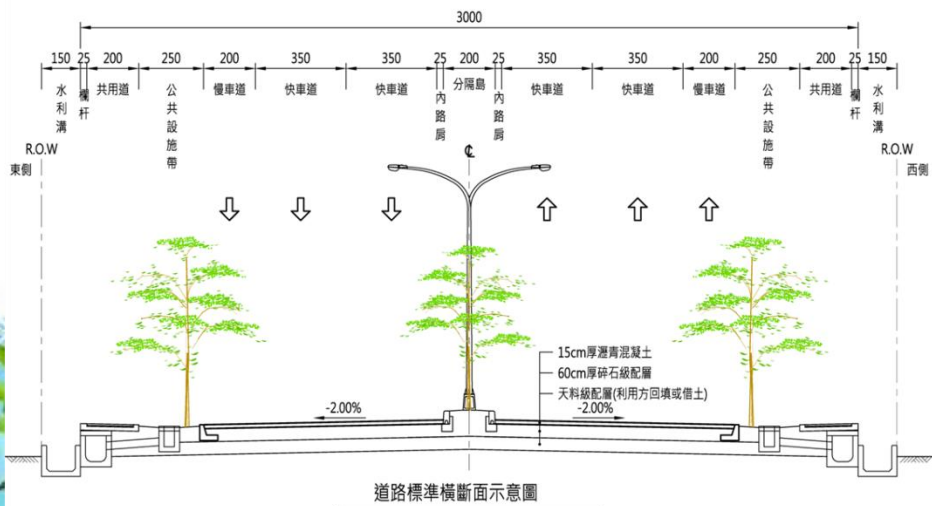 3000
150 25 200 250 200 350 350 25 200 25 350 350 200 250 200 25 150
水利溝 欄杆 共用道 公共設施帶 慢車道 快車道 快車道 內路肩 分隔島 內路肩 快車道 快車道 慢車道 公共設施帶 共用道 欄杆 水利溝
R.O.W ℄ R.O.W
東側 西側
15cm厚瀝青混凝土
60cm厚碎石級配層
天料級配層(利用方回填或借土)
-2.00% -2.00%
道路標準橫斷面示意圖